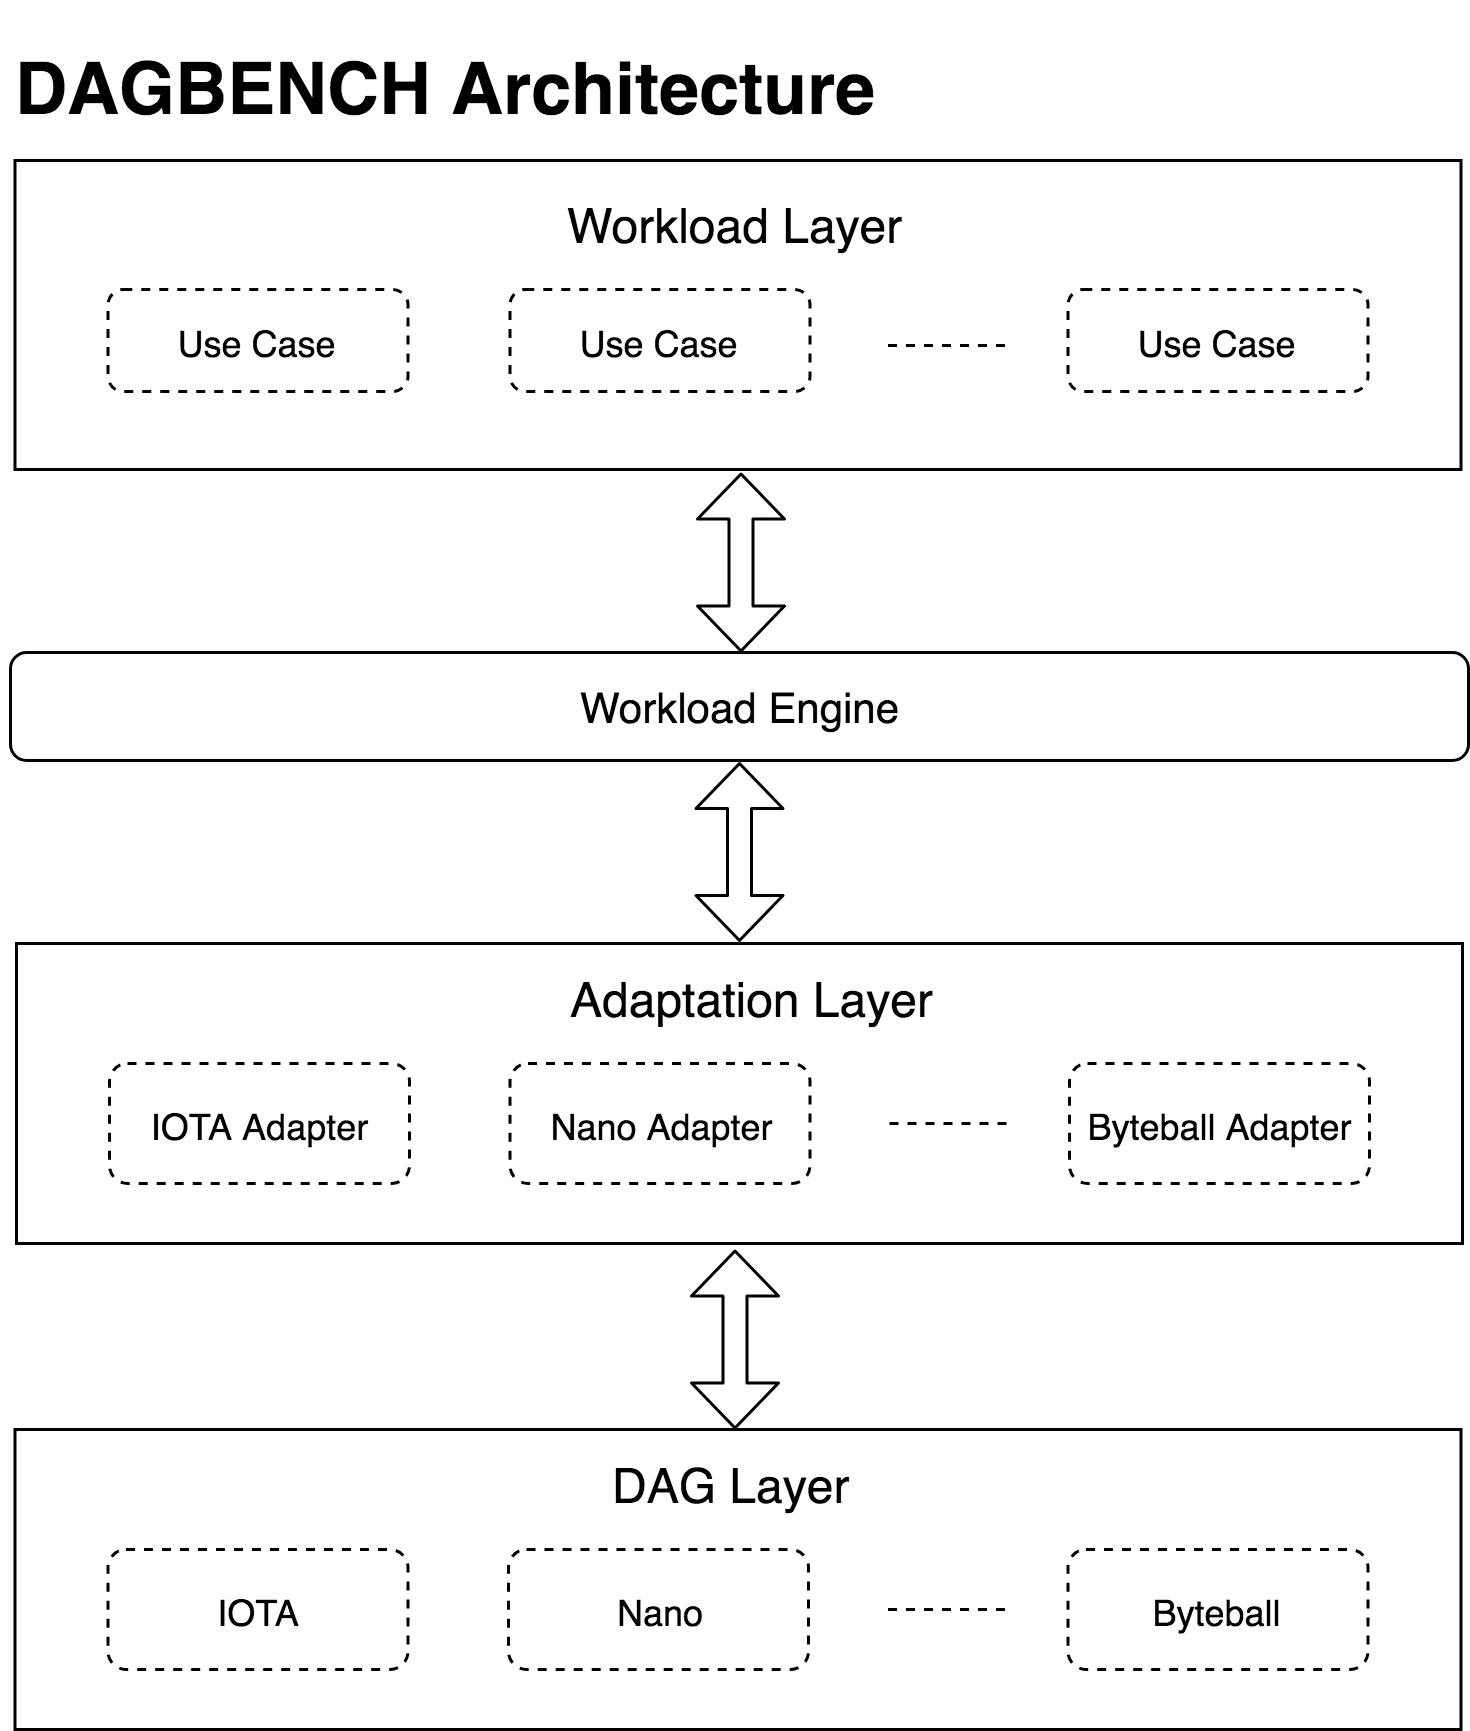 DAGBENCH Architecture
Workload Layer
Use Case Use Case Use Case
Workload Engine
Adaptation Layer
IOTA Adapter Nano Adapter Byteball Adapter
DAG Layer
IOTA Nano Byteball